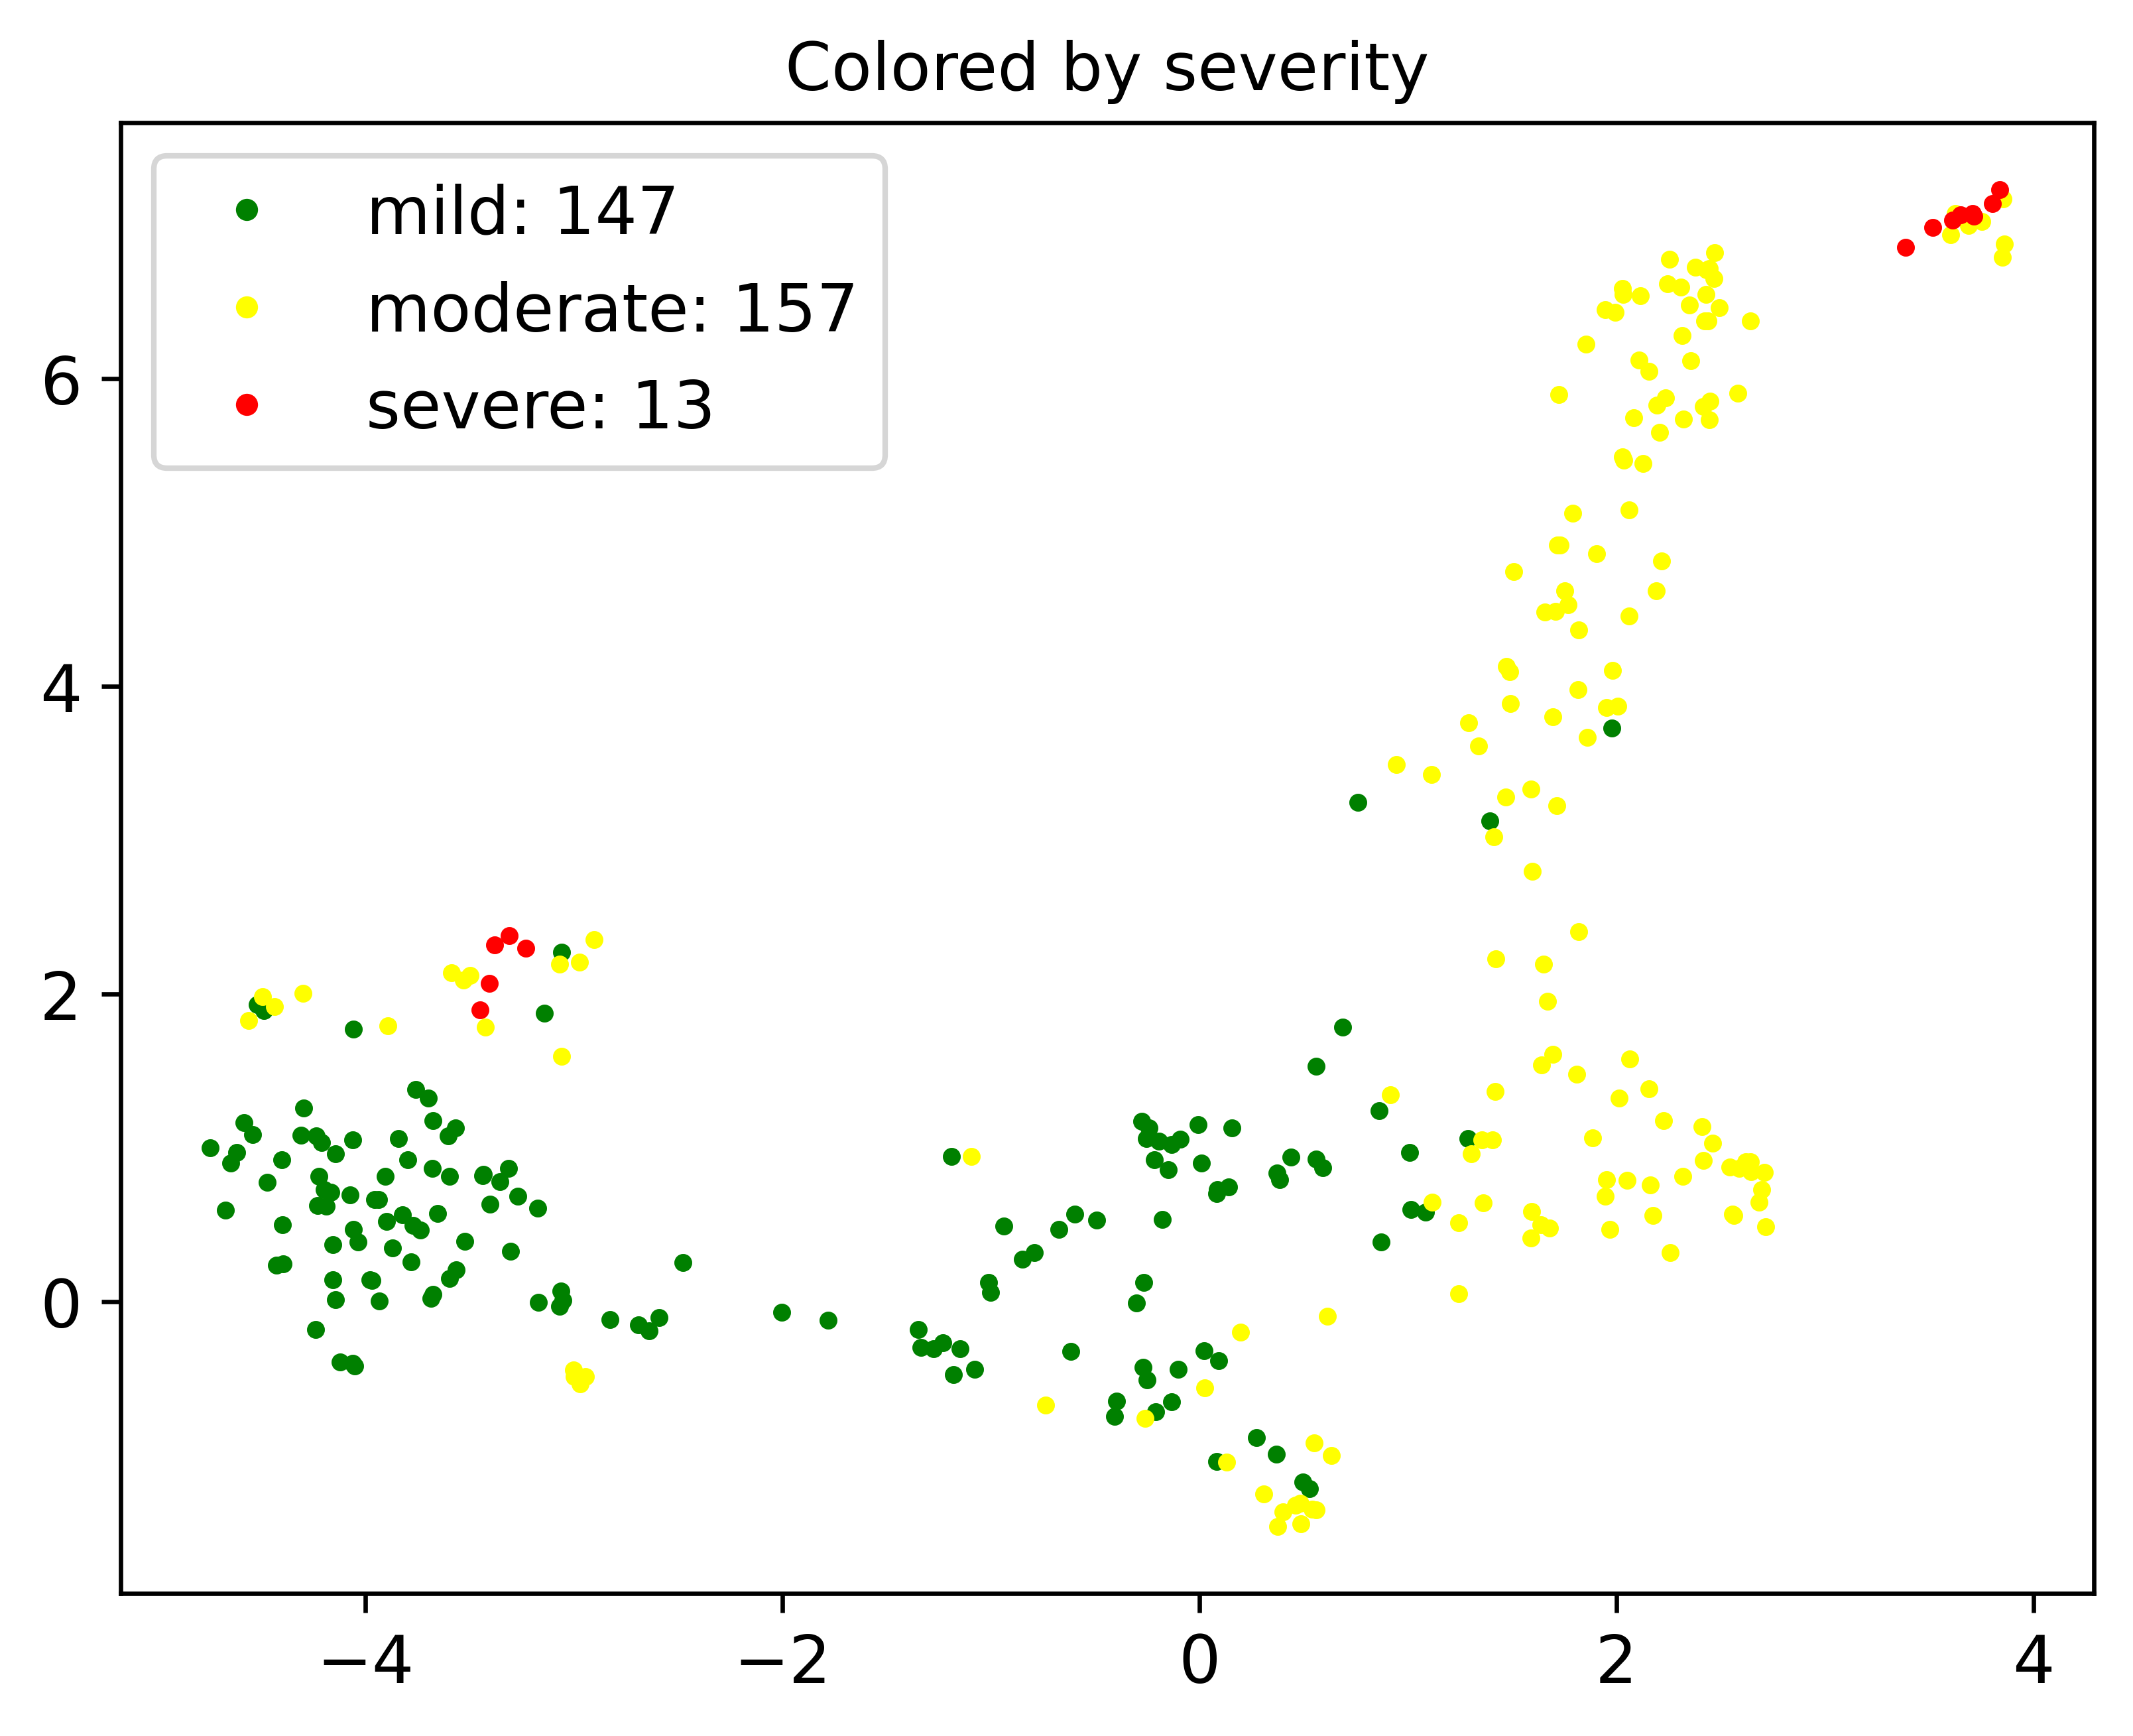 Colored by severity
mild: 147
moderate: 157
severe: 13
6
4
2
0
−4 −2 0 2 4